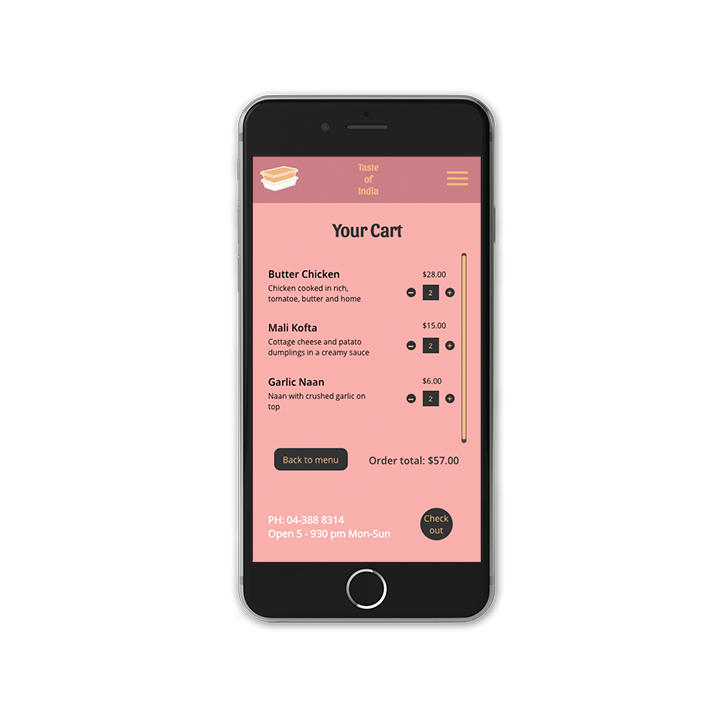 Taste
of
India
Your Cart
Butter Chicken
$28.00
Chicken cooked in rich,
tomatoe, butter and home
2
Mali Kofta
$15.00
Cottage cheese and patato
dumplings in a creamy sauce
2
Garlic Naan
$6.00
Naan with crushed garlic on
top
2
Back to menu
Order total: $57.00
PH: 04-388 8314
Open 5 - 930 pm Mon-Sun
Check
out